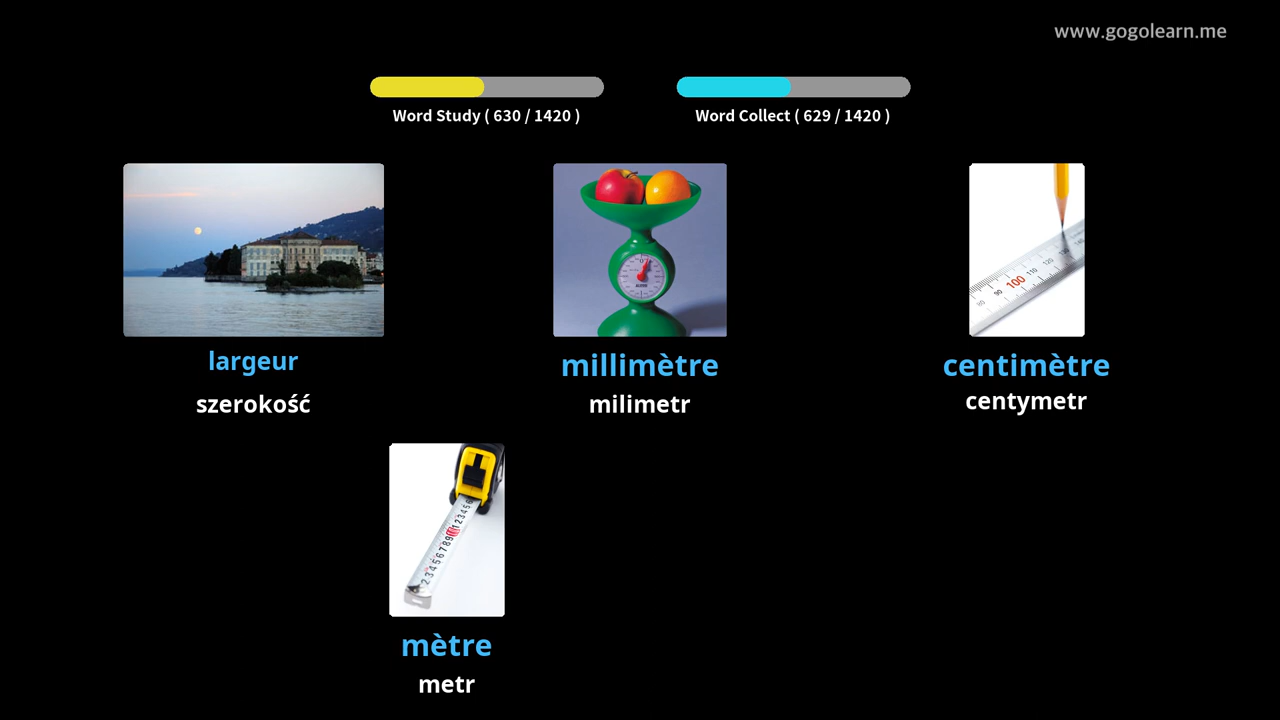 www.gogolearn.me
Word Study ( 630 / 1420 )
Word Collect ( 629 / 1420 )
largeur
szerokość
millimètre
milimetr
centimètre
centymetr
mètre
metr